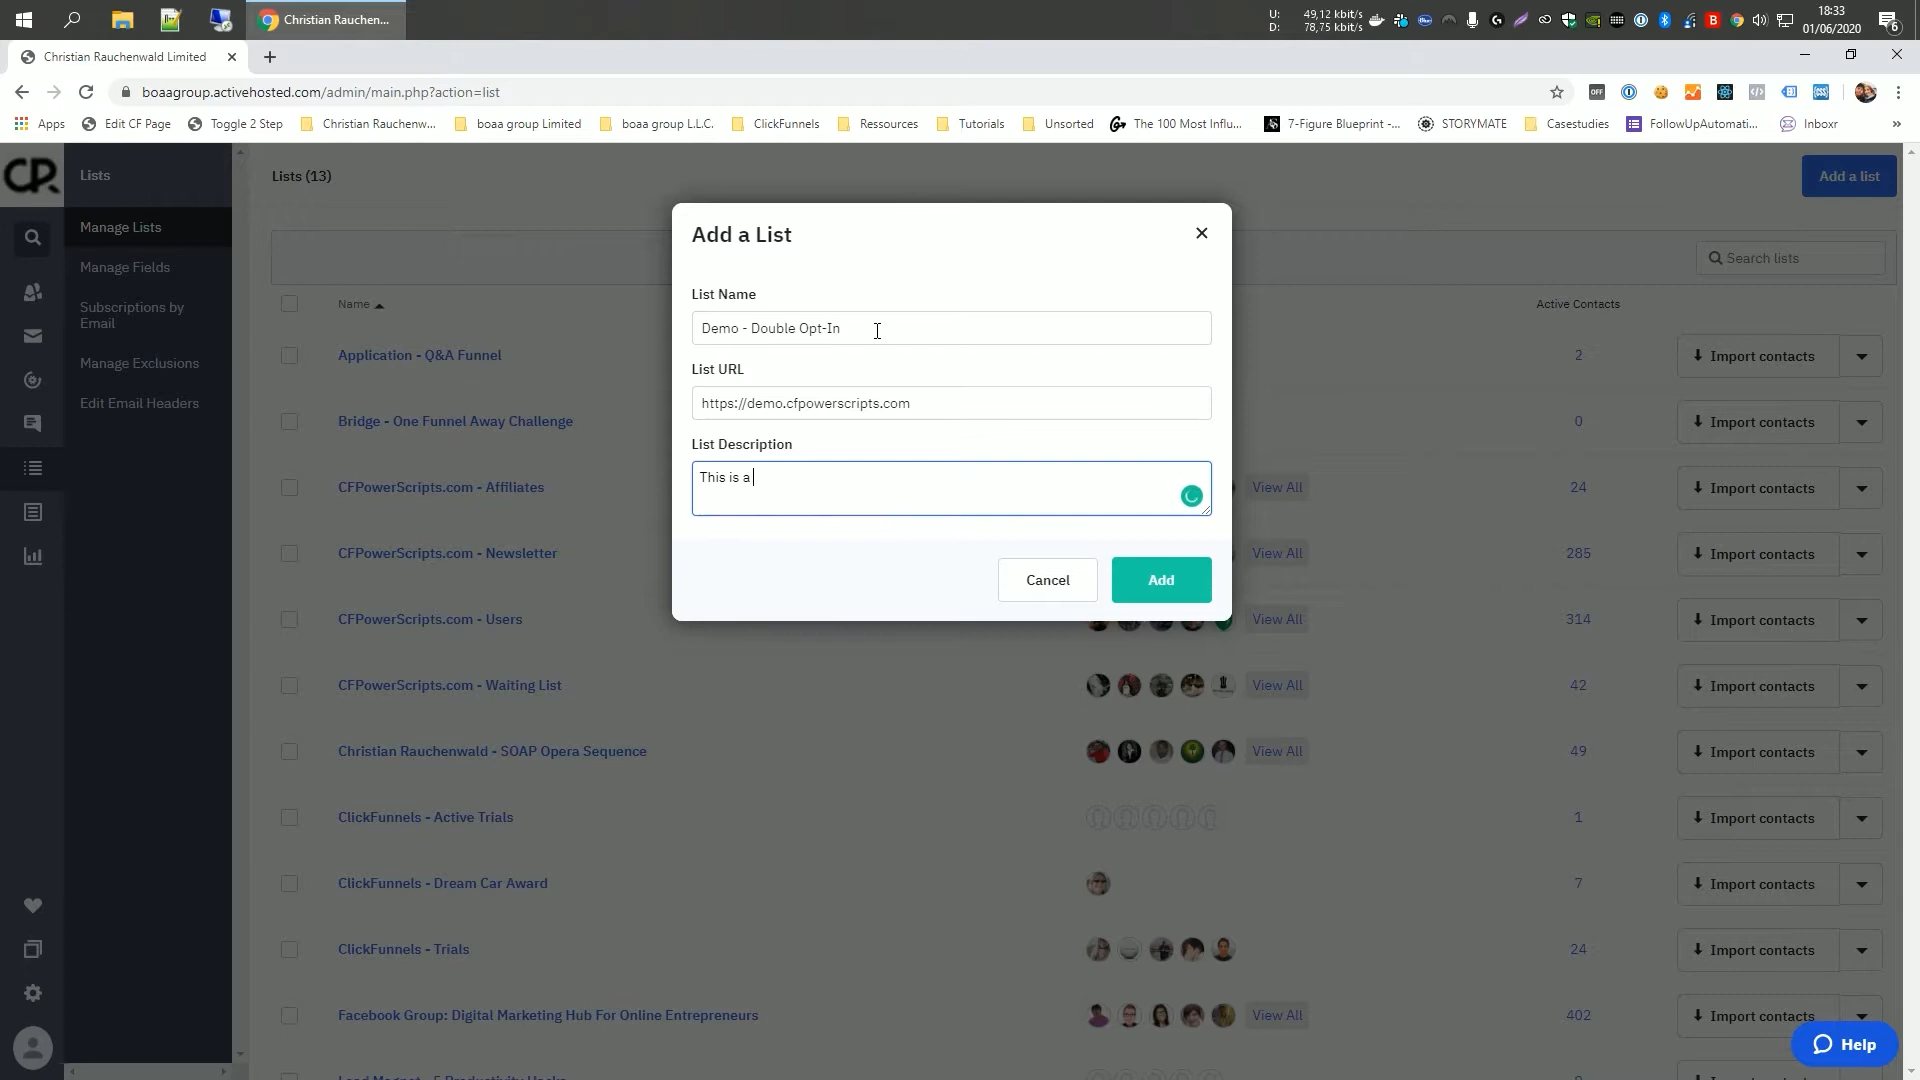 Christian Rauchen...
U: 49,12 kbit/s
D: 78,75 kbit/s
18:33
01/06/2020
6
Christian Rauchenwald Limited
boaagroup.activehosted.com/admin/main.php?action=list
OFF
Apps
Edit CF Page
Toggle 2 Step
Christian Rauchenw...
boaa group Limited
boaa group L.L.C.
ClickFunnels
Ressources
Tutorials
Unsorted
The 100 Most Influ...
7-Figure Blueprint -...
STORYMATE
Casestudies
FollowUpAutomati...
Inboxr
»
CR
Lists
Manage Lists
Manage Fields
Subscriptions by
Email
Manage Exclusions
Edit Email Headers
Lists (13)
Add a list
Search lists
Name
Active Contacts
Application - Q&A Funnel
2
Import contacts
Bridge - One Funnel Away Challenge
0
Import contacts
CFPowerScripts.com - Affiliates
View All
24
Import contacts
CFPowerScripts.com - Newsletter
View All
285
Import contacts
CFPowerScripts.com - Users
View All
314
Import contacts
CFPowerScripts.com - Waiting List
View All
42
Import contacts
Christian Rauchenwald - SOAP Opera Sequence
View All
49
Import contacts
ClickFunnels - Active Trials
1
Import contacts
ClickFunnels - Dream Car Award
7
Import contacts
ClickFunnels - Trials
24
Import contacts
Facebook Group: Digital Marketing Hub For Online Entrepreneurs
View All
402
Import contacts
Add a List
List Name
Demo - Double Opt-In
List URL
https://demo.cfpowerscripts.com
List Description
This is a
Cancel
Add
Help